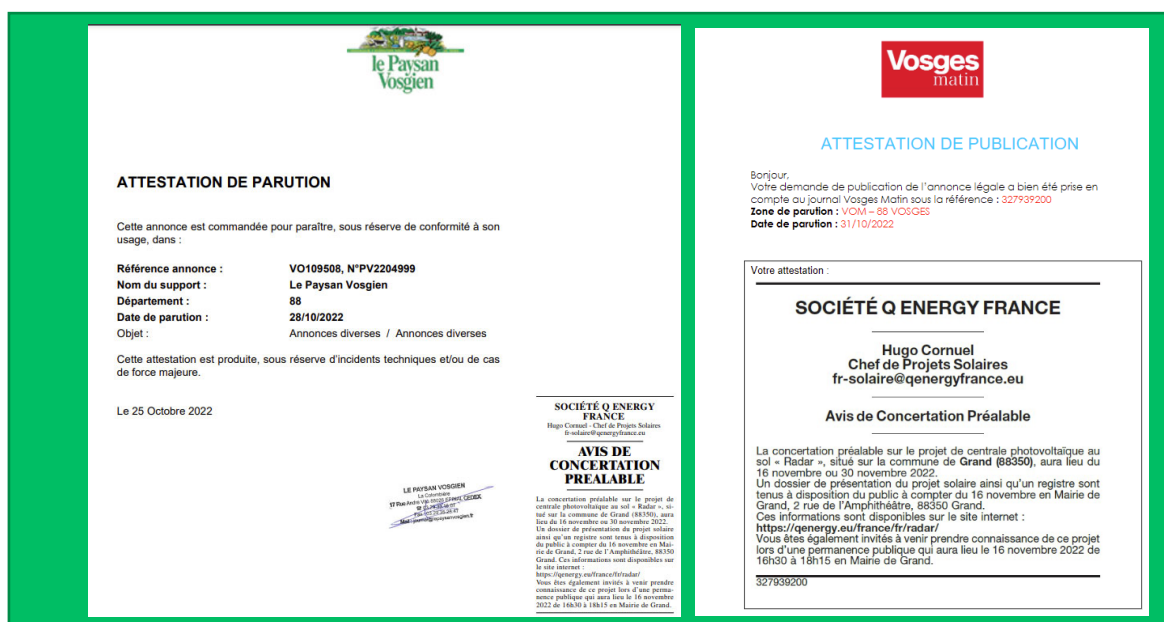 le Paysan
Vosgien
ATTESTATION DE PARUTION
Cette annonce est commandée pour paraître, sous réserve de conformité à son
usage, dans :
Référence annonce : VO109508, N°PV2204999
Nom du support : Le Paysan Vosgien
Département : 88
Date de parution : 28/10/2022
Objet : Annonces diverses / Annonces diverses
Cette attestation est produite, sous réserve d'incidents techniques et/ou de cas
de force majeure.
Le 25 Octobre 2022
LE PAYSAN VOSGIEN
La Colombière
CEDEX
SOCIÉTÉ Q ENERGY
FRANCE
Hugo Cornuel - Chef de Projets Solaires
fr-solaire@qenergyfrance.eu
AVIS DE
CONCERTATION
PREALABLE
La concertation préalable sur le projet de
centrale photovoltaïque au sol « Radar », si-
tué sur la commune de Grand (88350), aura
lieu du 16 novembre ou 30 novembre 2022.
Un dossier de présentation du projet solaire
ainsi qu'un registre sont tenus à disposition
du public à compter du 16 novembre en Mai-
rie de Grand, 2 rue de l'Amphithéâtre, 88350
Grand. Ces informations sont disponibles sur
le site internet :
https://qenergy.eu/france/fr/radar/
Vous êtes également invités à venir prendre
connaissance de ce projet lors d'une perma-
nence publique qui aura lieu le 16 novembre
2022 de 16h30 à 18h15 en Mairie de Grand.
Vosges
matin
ATTESTATION DE PUBLICATION
Bonjour,
Votre demande de publication de l'annonce légale a bien été prise en
compte au journal Vosges Matin sous la référence : 327939200
Zone de parution : VOM – 88 VOSGES
Date de parution : 31/10/2022
Votre attestation :
SOCIÉTÉ Q ENERGY FRANCE
Hugo Cornuel
Chef de Projets Solaires
fr-solaire@qenergyfrance.eu
Avis de Concertation Préalable
La concertation préalable sur le projet de centrale photovoltaïque au
sol « Radar », situé sur la commune de Grand (88350), aura lieu du
16 novembre ou 30 novembre 2022.
Un dossier de présentation du projet solaire ainsi qu'un registre sont
tenus à disposition du public à compter du 16 novembre en Mairie de
Grand, 2 rue de l'Amphithéâtre, 88350 Grand.
Ces informations sont disponibles sur le site internet :
https://qenergy.eu/france/fr/radar/
Vous êtes également invités à venir prendre connaissance de ce projet
lors d'une permanence publique qui aura lieu le 16 novembre 2022 de
16h30 à 18h15 en Mairie de Grand.
327939200